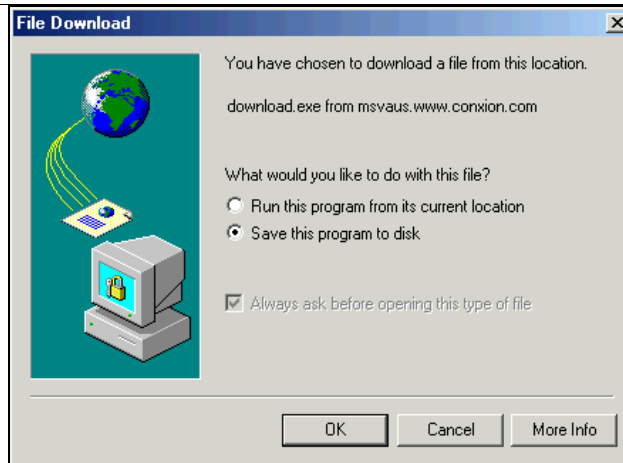 File Download
You have chosen to download a file from this location.
download.exe from msvaus.www.conxion.com
What would you like to do with this file?
Run this program from its current location
Save this program to disk
Always ask before opening this type of file
OK
Cancel
More Info